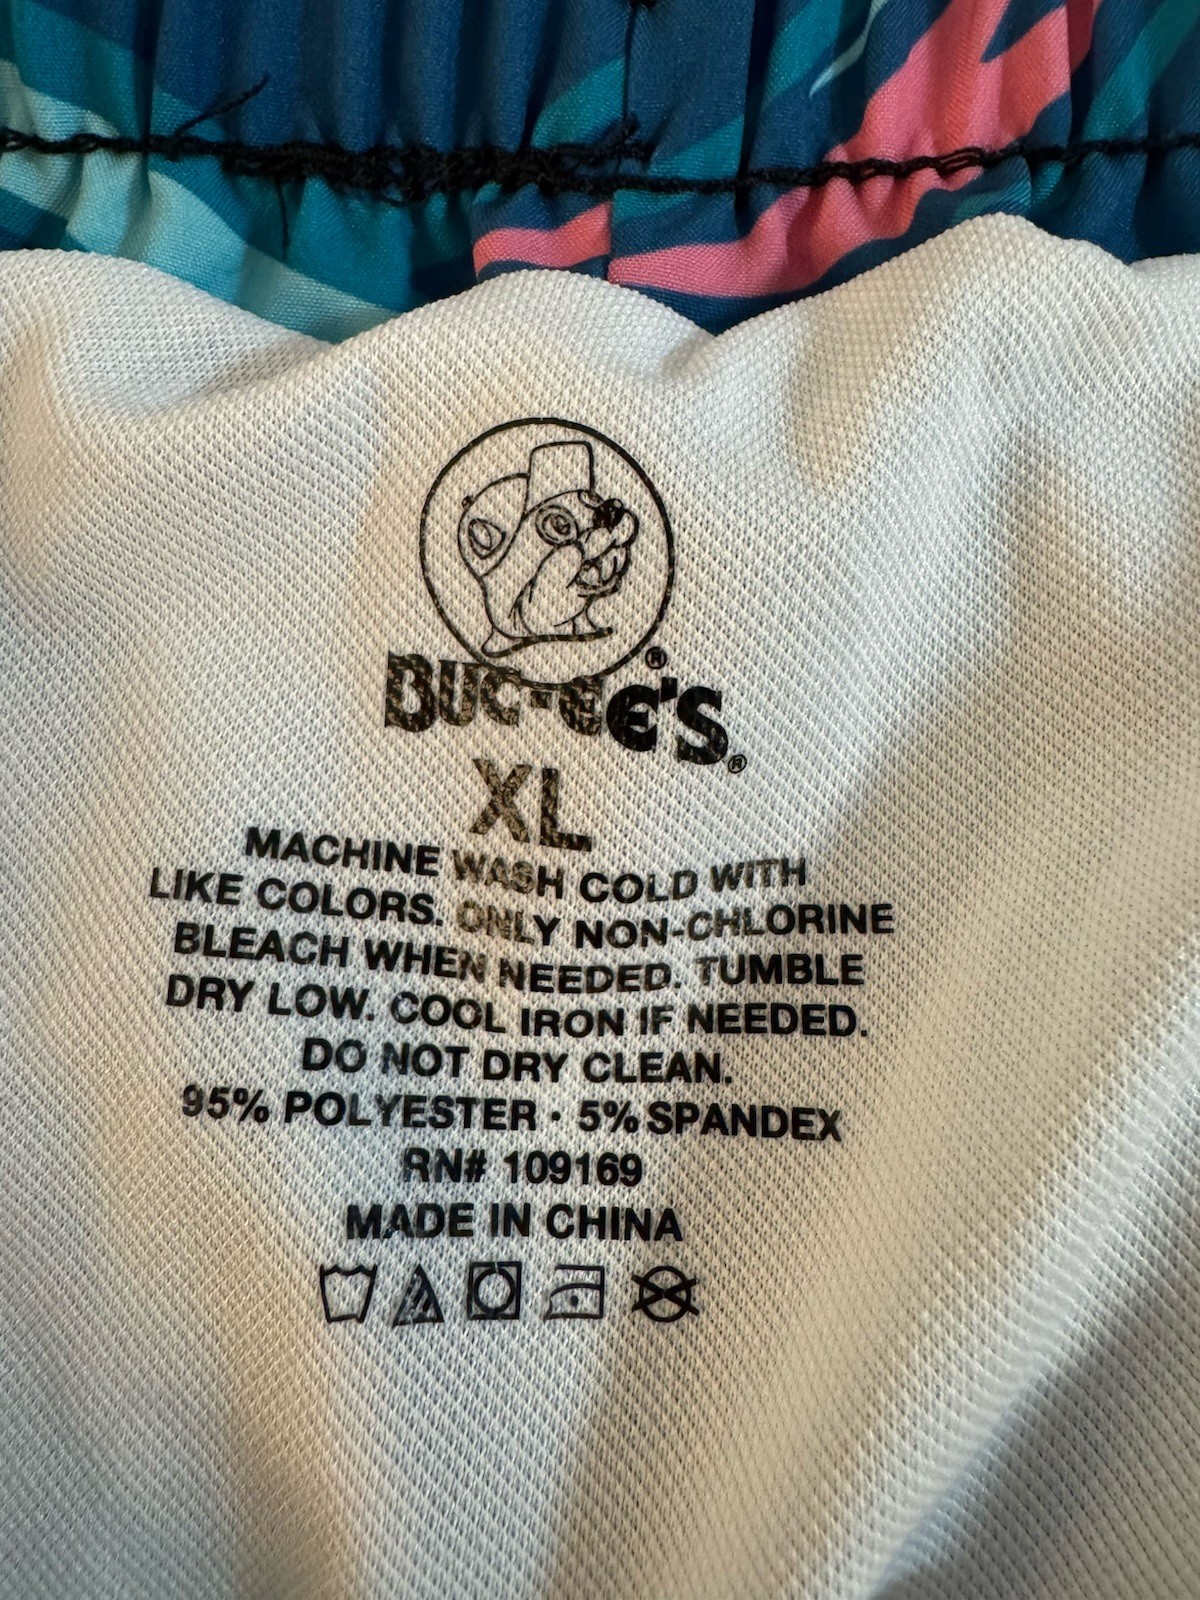 BUC-EE'S®
XL
MACHINE WASH COLD WITH
LIKE COLORS. ONLY NON-CHLORINE
BLEACH WHEN NEEDED. TUMBLE
DRY LOW. COOL IRON IF NEEDED.
DO NOT DRY CLEAN.
95% POLYESTER · 5% SPANDEX
RN# 109169
MADE IN CHINA